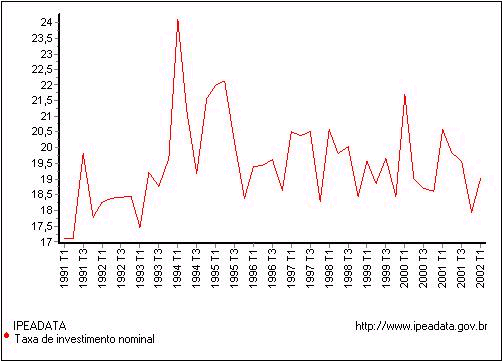 24
23,5
23
22,5
22
21,5
21
20,5
20
19,5
19
18,5
18
17,5
17
1991 T1
1991 T3
1992 T1
1992 T3
1993 T1
1993 T3
1994 T1
1994 T3
1995 T1
1995 T3
1996 T1
1996 T3
1997 T1
1997 T3
1998 T1
1998 T3
1999 T1
1999 T3
2000 T1
2000 T3
2001 T1
2001 T3
2002 T1
IPEADATA http://www.ipeadata.gov.br
Taxa de investimento nominal